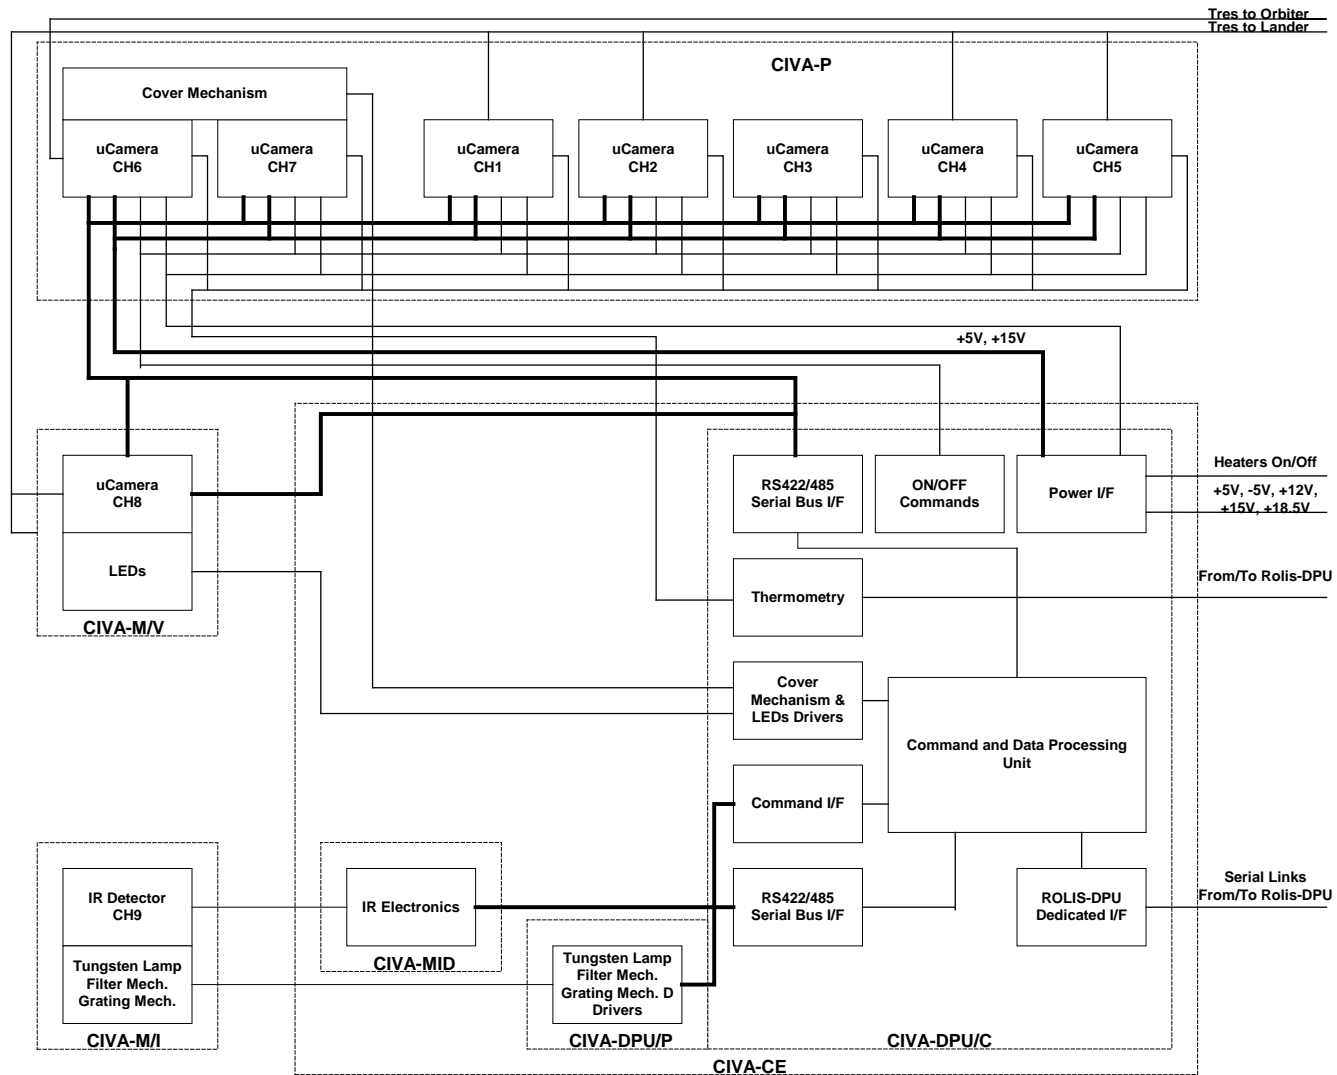 Tres to Orbiter
Tres to Lander
CIVA-P
Cover Mechanism
uCamera
CH6
uCamera
CH7
uCamera
CH1
uCamera
CH2
uCamera
CH3
uCamera
CH4
uCamera
CH5
+5V, +15V
uCamera
CH8
LEDs
CIVA-M/V
RS422/485
Serial Bus I/F
ON/OFF
Commands
Power I/F
Heaters On/Off
+5V, -5V, +12V,
+15V, +18.5V
Thermometry
From/To Rolis-DPU
Cover
Mechanism &
LEDs Drivers
Command and Data Processing
Unit
Command I/F
IR Detector
CH9
Tungsten Lamp
Filter Mech.
Grating Mech.
CIVA-M/I
IR Electronics
CIVA-MID
RS422/485
Serial Bus I/F
ROLIS-DPU
Dedicated I/F
Serial Links
From/To Rolis-DPU
Tungsten Lamp
Filter Mech.
Grating Mech. D
Drivers
CIVA-DPU/P
CIVA-DPU/C
CIVA-CE